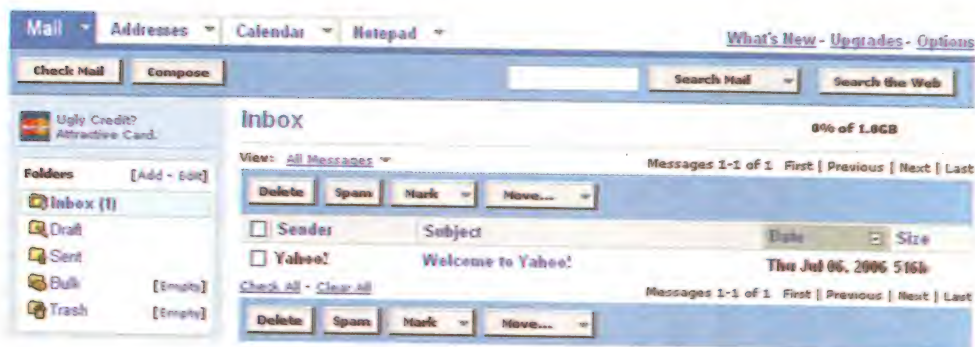 Mail Addresses Calendar Notepad What's New - Upgrades - Options
Check Mail Compose Search Mail Search the Web
Ugly Credit?
Attractive Card.
Inbox 0% of 1.0GB
View: All Messages Messages 1-1 of 1 First | Previous | Next | Last
Folders [Add - Edit]
Delete Spam Mark Move...
Inbox (1)
Draft
Sender Subject Date Size
Sent
Yahoo! Welcome to Yahoo! Thu Jul 06, 2006 516b
Bulk [Empty]
Check All - Clear All Messages 1-1 of 1 First | Previous | Next | Last
Trash [Empty]
Delete Spam Mark Move...